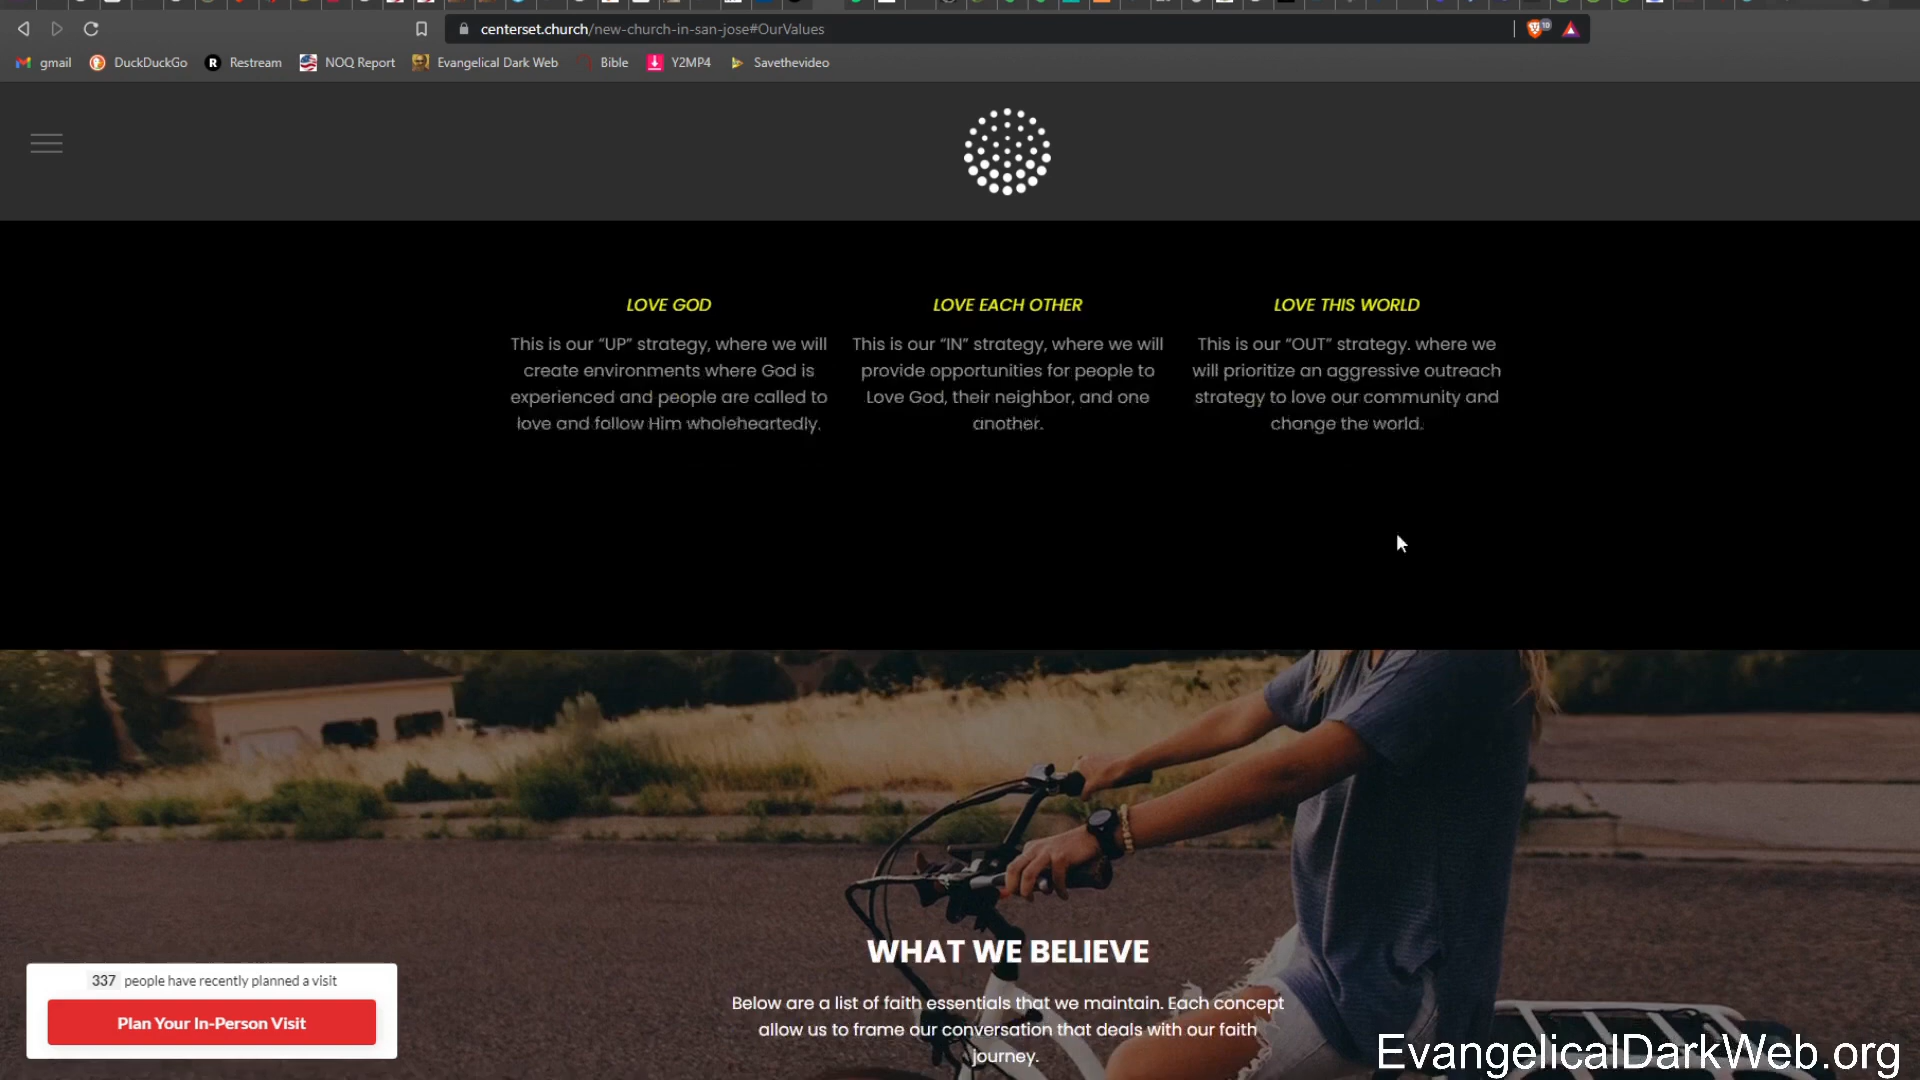 centerset.church/new-church-in-san-jose#OurValues
10
gmail DuckDuckGo R Restream NOQ Report Evangelical Dark Web Bible Y2MP4 Savethevideo
LOVE GOD
This is our “UP” strategy, where we will
create environments where God is
experienced and people are called to
love and follow Him wholeheartedly.
LOVE EACH OTHER
This is our “IN” strategy, where we will
provide opportunities for people to
Love God, their neighbor, and one
another.
LOVE THIS WORLD
This is our “OUT” strategy. where we
will prioritize an aggressive outreach
strategy to love our community and
change the world.
WHAT WE BELIEVE
Below are a list of faith essentials that we maintain. Each concept
allow us to frame our conversation that deals with our faith
journey.
337 people have recently planned a visit
Plan Your In-Person Visit
EvangelicalDarkWeb.org